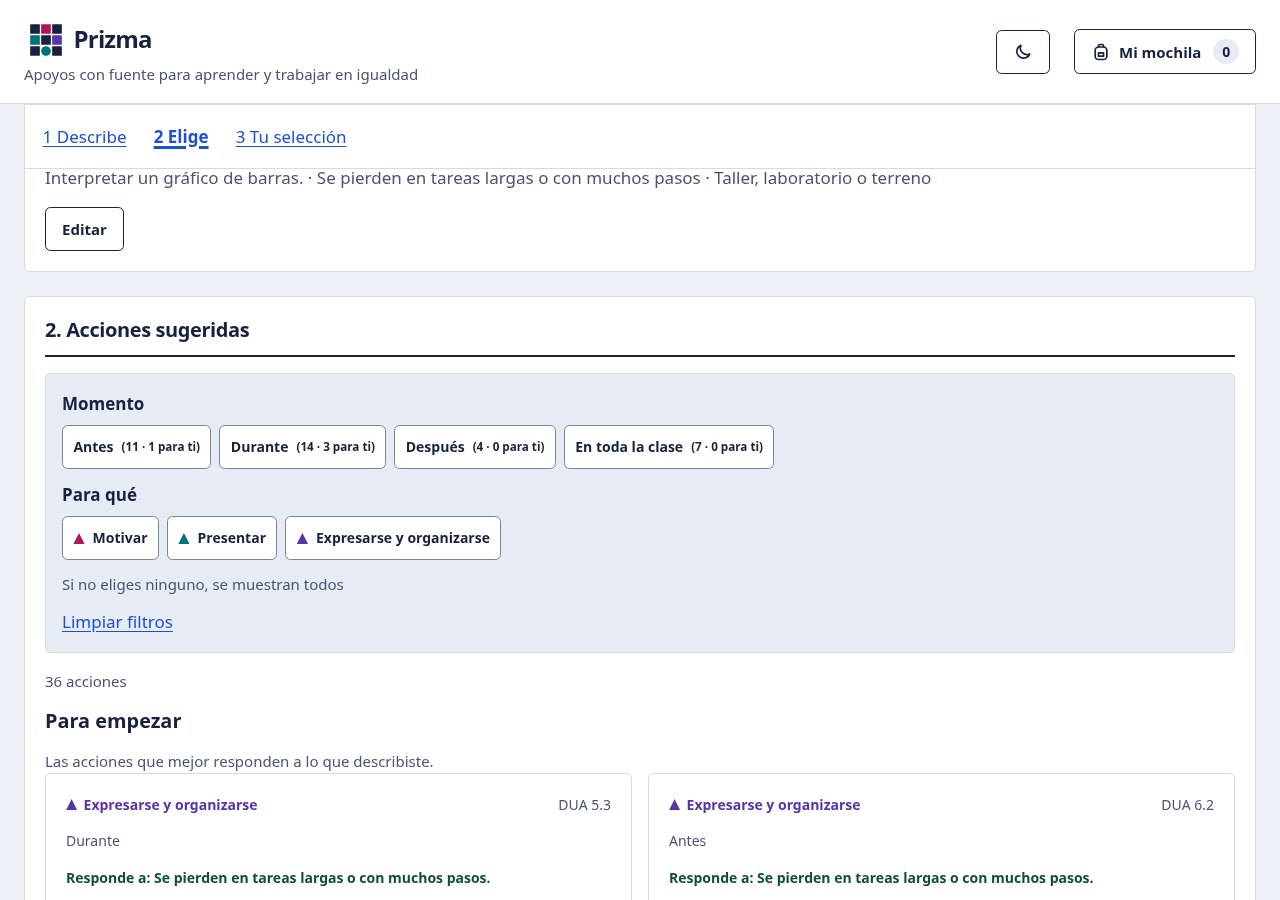 Prizma
Apoyos con fuente para aprender y trabajar en igualdad
Mi mochila 0
1 Describe 2 Elige 3 Tu selección
Interpretar un gráfico de barras. · Se pierden en tareas largas o con muchos pasos · Taller, laboratorio o terreno
Editar
2. Acciones sugeridas
Momento
Antes (11 · 1 para ti) Durante (14 · 3 para ti) Después (4 · 0 para ti) En toda la clase (7 · 0 para ti)
Para qué
Motivar Presentar Expresarse y organizarse
Si no eliges ninguno, se muestran todos
Limpiar filtros
36 acciones
Para empezar
Las acciones que mejor responden a lo que describiste.
Expresarse y organizarse DUA 5.3
Durante
Responde a: Se pierden en tareas largas o con muchos pasos.
Expresarse y organizarse DUA 6.2
Antes
Responde a: Se pierden en tareas largas o con muchos pasos.